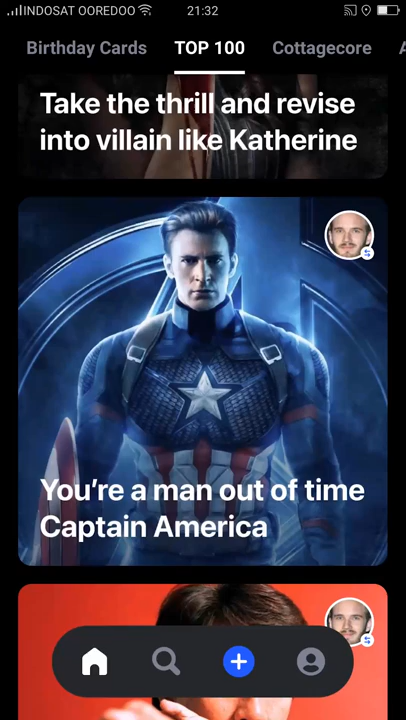 INDOSAT OOREDOO
21:32
Birthday Cards
TOP 100
Cottagecore
Take the thrill and revise
into villain like Katherine
You're a man out of time
Captain America